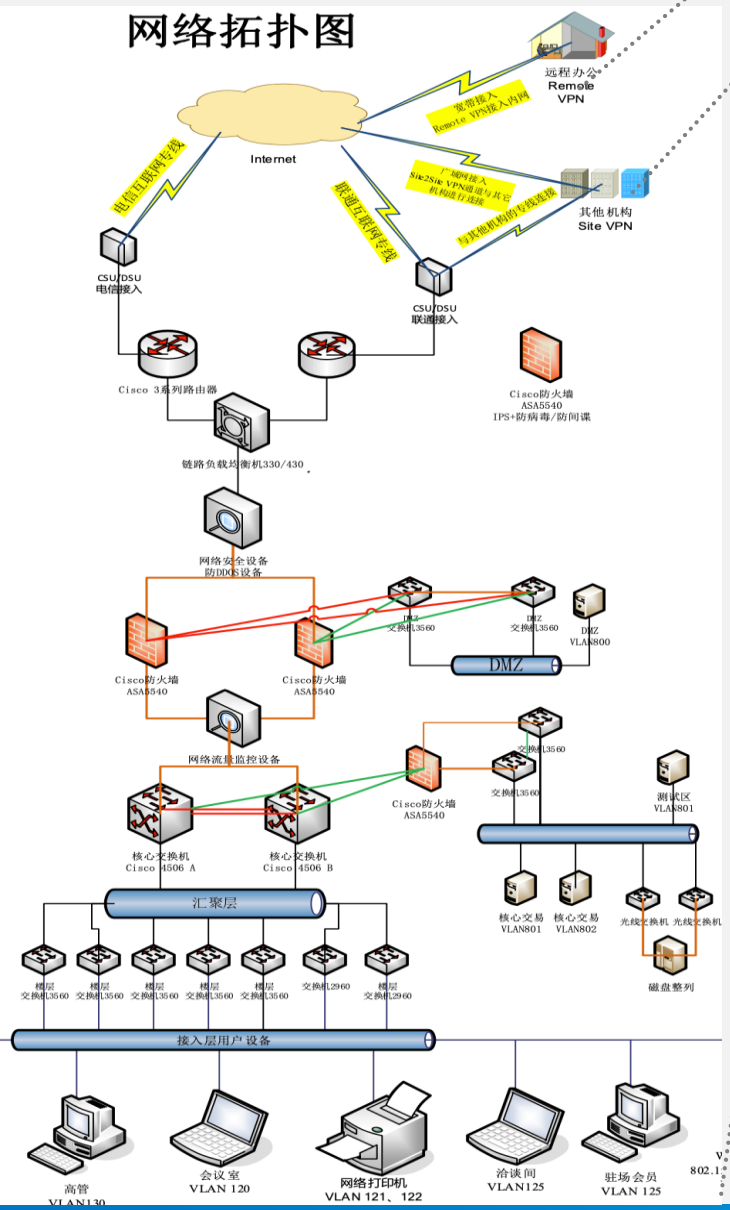 网络拓扑图
远程办公
Remote
VPN
宽带接入
Remote VPN接入内网
Internet
电信互联网专线
广域网接入
Site2Site VPN通道与其它
机构进行连接
联通互联网专线
与其他机构的专线连接
其他机构
Site VPN
CSU/DSU
电信接入
CSU/DSU
联通接入
Cisco 3系列路由器
Cisco防火墙
ASA5540
IPS+防病毒/防间谍
链路负载均衡机330/430
网络安全设备
防DDOS设备
DMZ
交换机3560
DMZ
交换机3560
DMZ
VLAN800
DMZ
Cisco防火墙
ASA5540
Cisco防火墙
ASA5540
网络流量监控设备
交换机3560
交换机3560
Cisco防火墙
ASA5540
测试区
VLAN801
核心交换机
Cisco 4506 A
核心交换机
Cisco 4506 B
汇聚层
核心交易
VLAN801
核心交易
VLAN802
光线交换机
光线交换机
磁盘整列
楼层
交换机3560
楼层
交换机3560
楼层
交换机3560
楼层
交换机3560
楼层
交换机3560
交换机2960
楼层
交换机2960
接入层用户设备
高管
VLAN130
会议室
VLAN 120
网络打印机
VLAN 121、122
洽谈间
VLAN125
驻场会员
VLAN 125
802.1